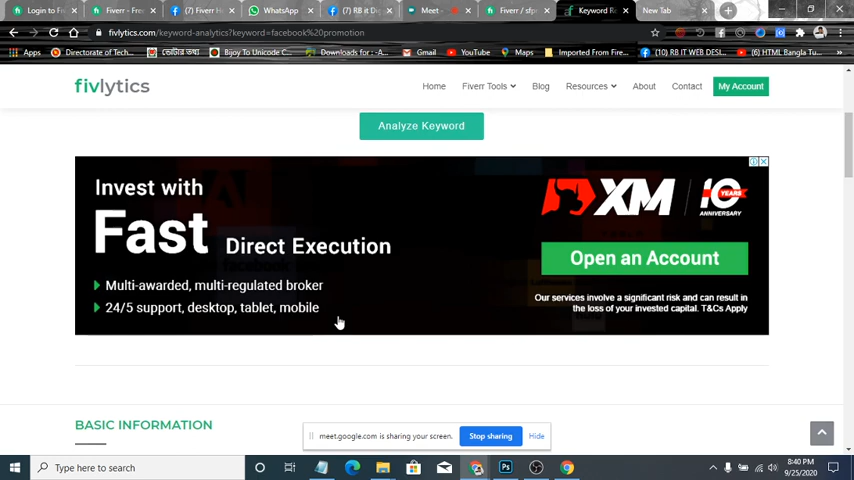 Login to Fi
Fiverr - Fre
(7) Fiverr H
WhatsApp
(7) RB it De
Meet -
Fiverr / sfp
Keyword Re
New Tab
fivlytics.com/keyword-analytics?keyword=facebook%20promotion
Apps
Directorate of Tech...
ভোটার তথ্য
Bijoy To Unicode C...
Downloads for : -A...
Gmail
YouTube
Maps
Imported From Firef...
(10) RB IT WEB DESI...
(6) HTML Bangla Tu...
fivlytics
Home
Fiverr Tools
Blog
Resources
About
Contact
My Account
Analyze Keyword
Invest with
Fast Direct Execution
Multi-awarded, multi-regulated broker
24/5 support, desktop, tablet, mobile
XM
10 YEARS
ANNIVERSARY
Open an Account
Our services involve a significant risk and can result in
the loss of your invested capital. T&Cs Apply
BASIC INFORMATION
meet.google.com is sharing your screen.
Stop sharing
Hide
Type here to search
8:40 PM
9/25/2020